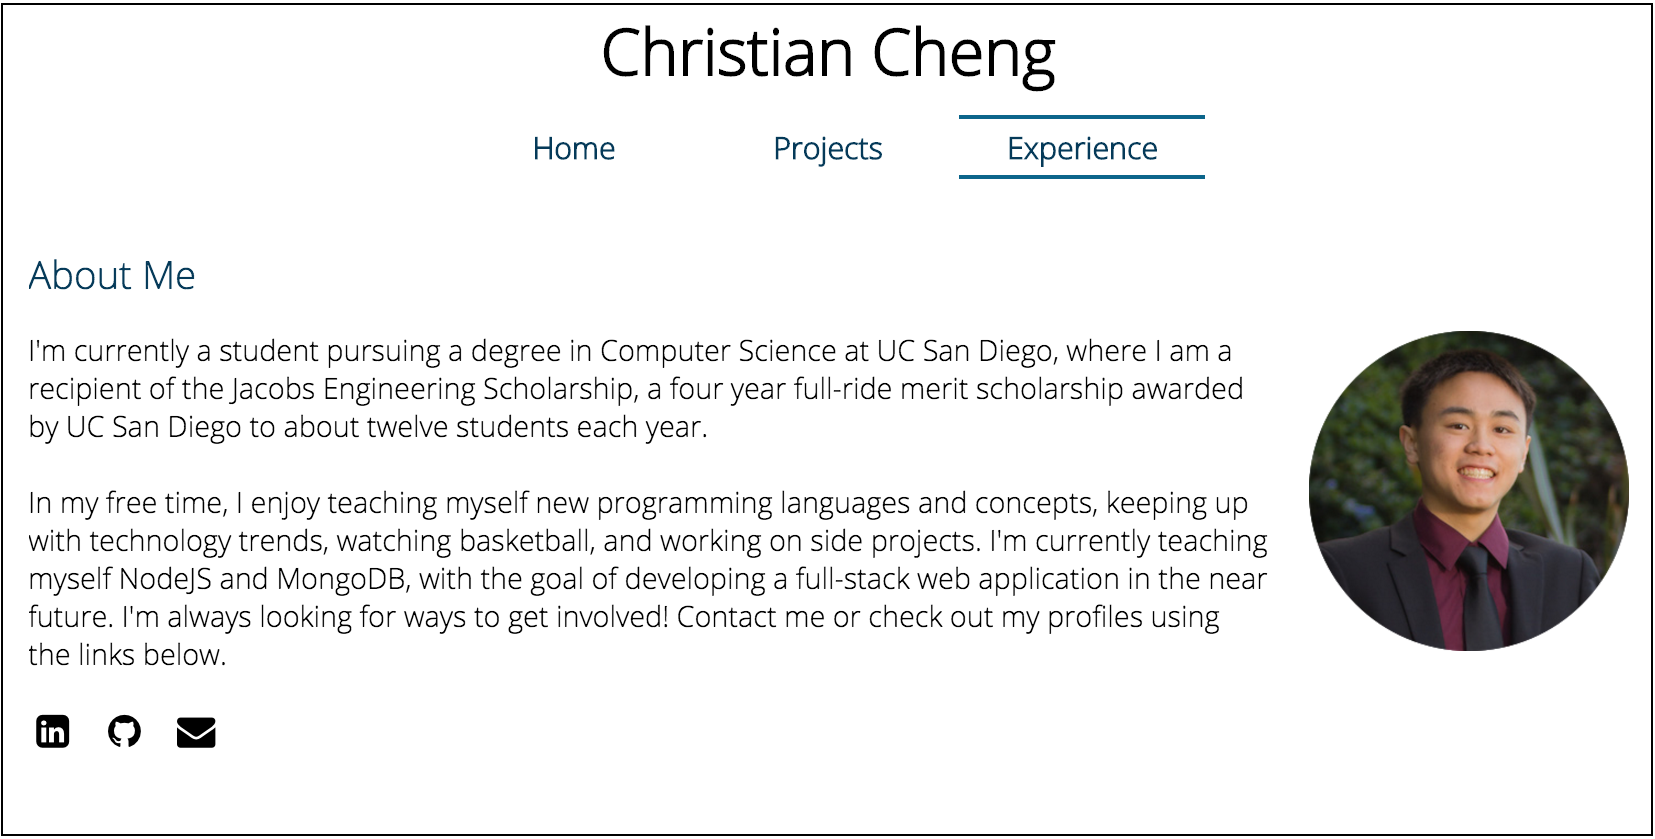 Christian Cheng
Home Projects Experience
About Me
I'm currently a student pursuing a degree in Computer Science at UC San Diego, where I am a
recipient of the Jacobs Engineering Scholarship, a four year full-ride merit scholarship awarded
by UC San Diego to about twelve students each year.
In my free time, I enjoy teaching myself new programming languages and concepts, keeping up
with technology trends, watching basketball, and working on side projects. I'm currently teaching
myself NodeJS and MongoDB, with the goal of developing a full-stack web application in the near
future. I'm always looking for ways to get involved! Contact me or check out my profiles using
the links below.
in